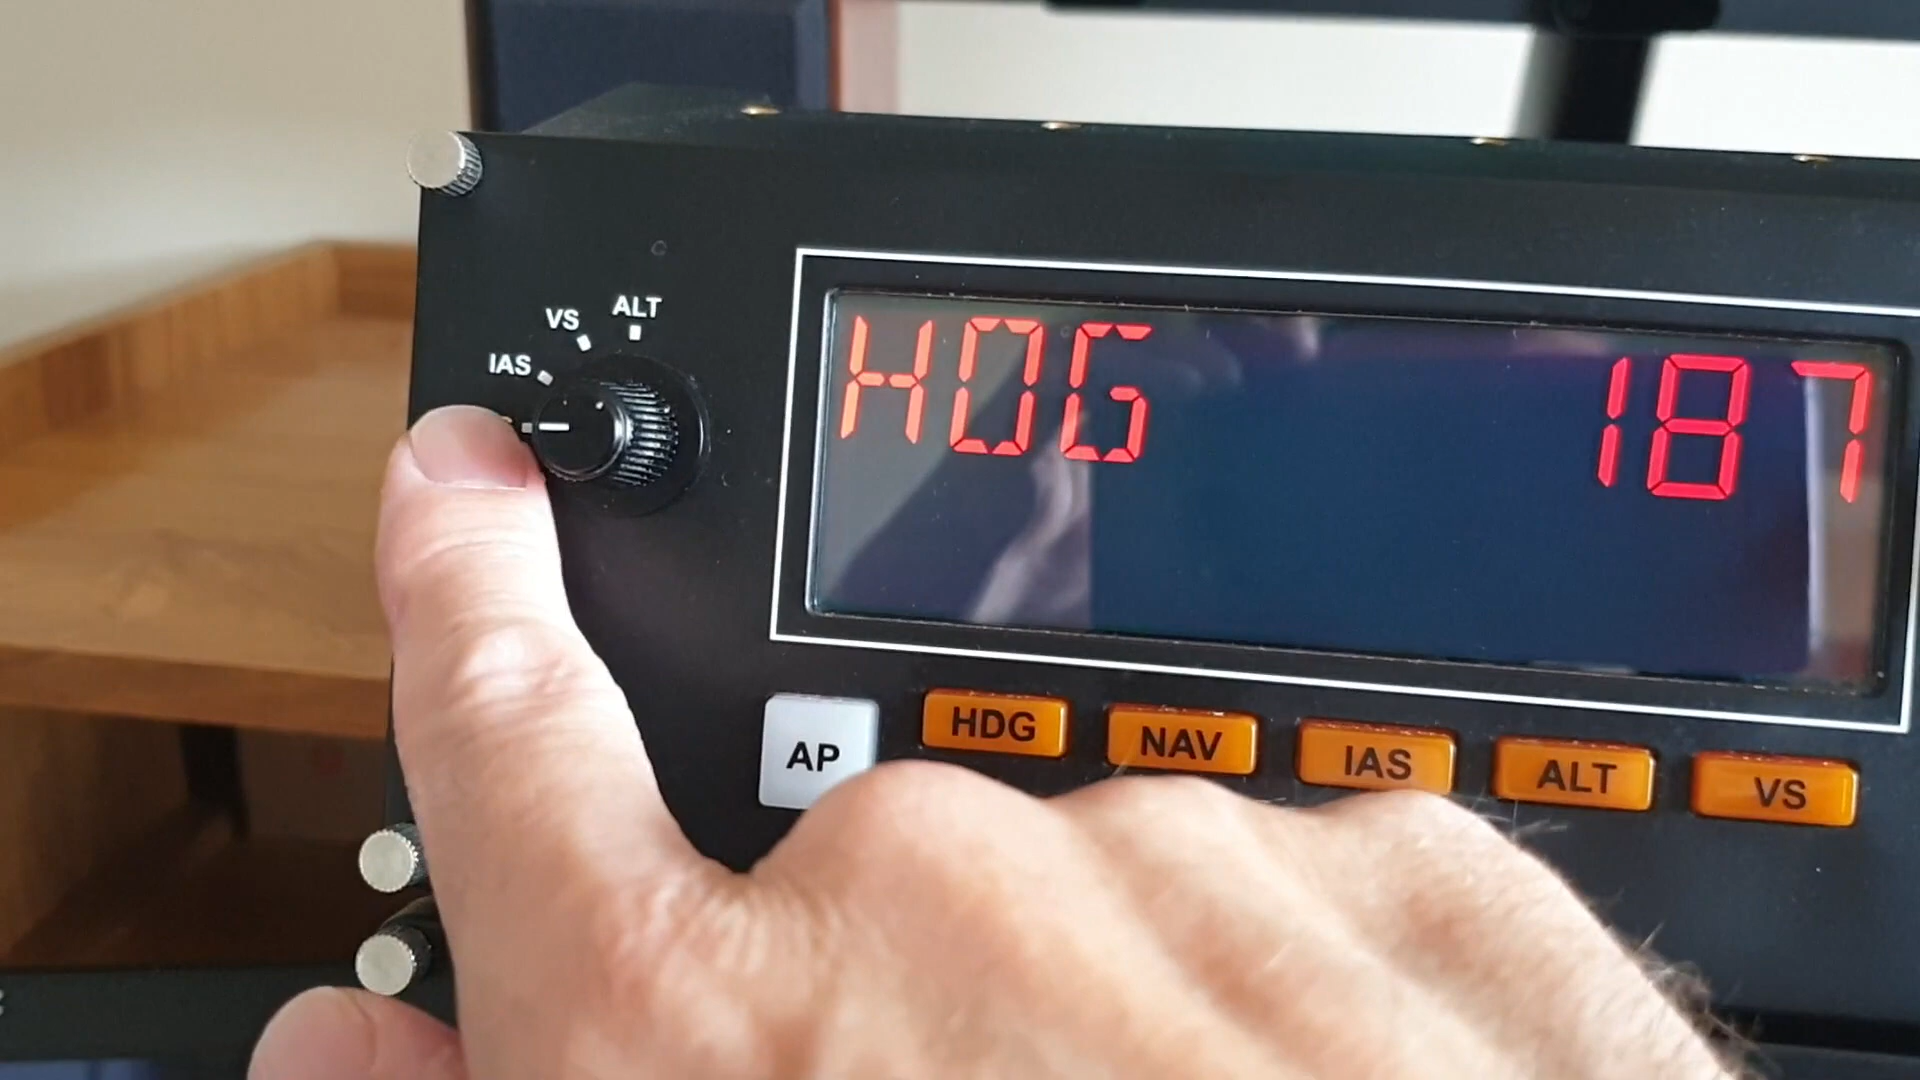 ALT
VS
IAS
HDG 187
AP HDG NAV IAS ALT VS